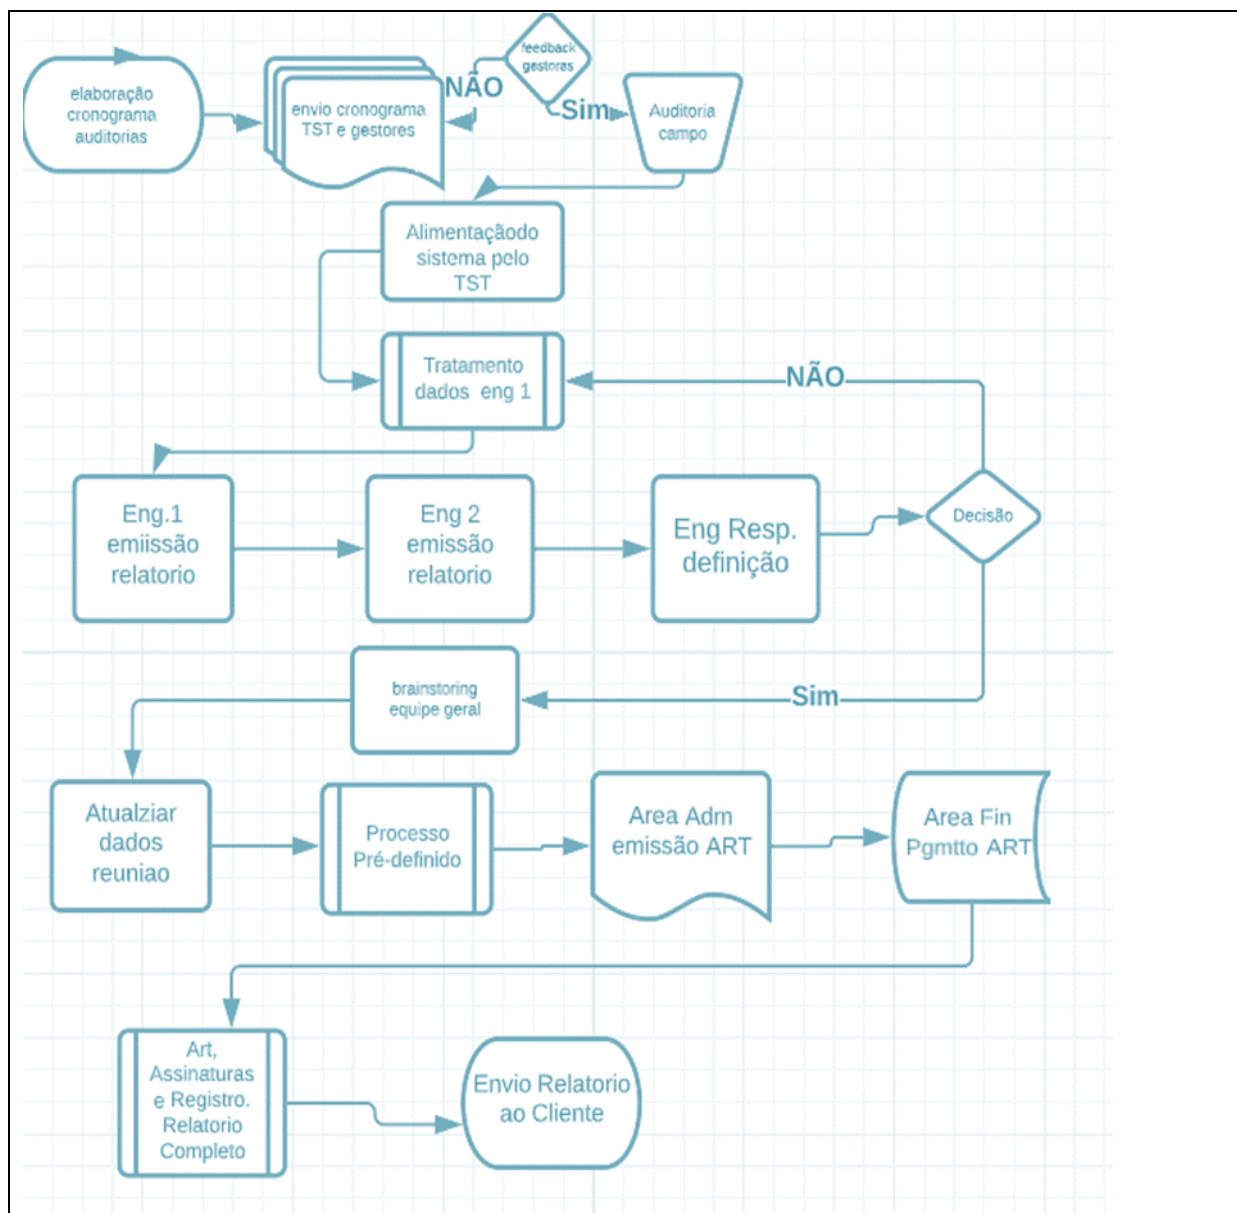 elaboração
cronograma
auditorias
envio cronograma
TST e gestores
NÃO
feedback
gestores
Sim
Auditoria
campo
Alimentaçãodo
sistema pelo
TST
Tratamento
dados eng 1
NÃO
Eng.1
emiissão
relatorio
Eng 2
emissão
relatorio
Eng Resp.
definição
Decisão
Sim
brainstoring
equipe geral
Atualziar
dados
reuniao
Processo
Pré-definido
Area Adm
emissão ART
Area Fin
Pgmtto ART
Art,
Assinaturas
e Registro.
Relatorio
Completo
Envio Relatorio
ao Cliente